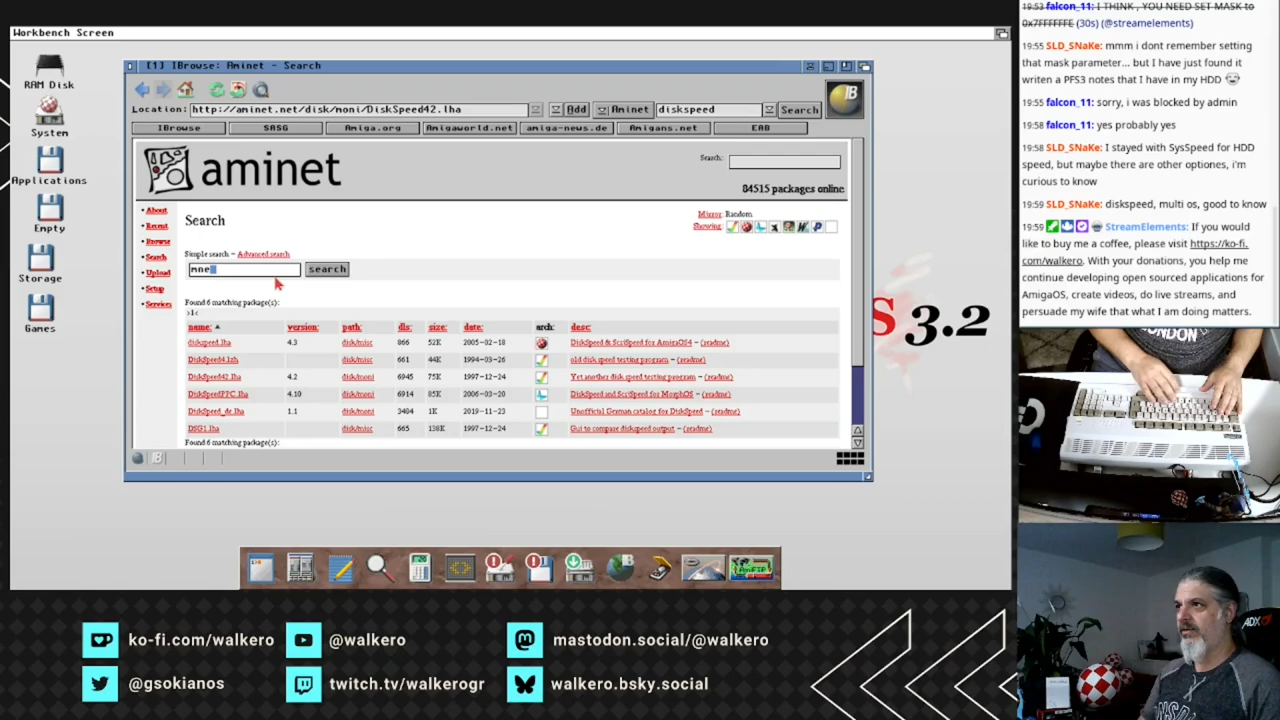 Workbench Screen
RAM Disk
System
Applications
Empty
Storage
Games
[1] IBrowse: Aminet - Search
Location: http://aminet.net/disk/moni/DiskSpeed42.lha Add Aminet diskspeed Search
IBrowse SASG Amiga.org Amigaworld.net amiga-news.de Amigans.net EAB
aminet
Search:
84515 packages online
• About
• Recent
• Browse
• Search
• Upload
• Setup
• Services
Search
Mirror: Random
Showing:
Simple search - Advanced search
mne search
Found 6 matching package(s):
>1<
name: version: path: dls: size: date: arch: desc:
diskspeed.lha 4.3 disk/misc 866 52K 2005-02-18 DiskSpeed & ScsiSpeed for AmigaOS4 - (readme)
DiskSpeed4.lzh disk/misc 661 44K 1994-03-26 old disk speed testing program - (readme)
DiskSpeed42.lha 4.2 disk/moni 6945 75K 1997-12-24 Yet another disk speed testing program - (readme)
DiskSpeedPPC.lha 4.10 disk/moni 6914 85K 2006-03-20 DiskSpeed and ScsiSpeed for MorphOS - (readme)
DiskSpeed_de.lha 1.1 disk/misc 3404 1K 2019-11-23 Unofficial German catalog for DiskSpeed - (readme)
DSG1.lha disk/misc 665 138K 1997-12-24 Gui to compare diskspeed output - (readme)
Found 6 matching package(s):
S 3.2
19:53 falcon_11: I THINK , YOU NEED SET MASK to
0x7FFFFFFE (30s) (@streamelements)
19:55 SLD_SNaKe: mmm i dont remember setting
that mask parameter... but I have just found it
writen a PFS3 notes that I have in my HDD
19:55 falcon_11: sorry, i was blocked by admin
19:58 falcon_11: yes probably yes
19:58 SLD_SNaKe: I stayed with SysSpeed for HDD
speed, but maybe there are other optiones, i'm
curious to know
19:59 SLD_SNaKe: diskspeed, multi os, good to know
19:59 StreamElements: If you would
like to buy me a coffee, please visit https://ko-fi.
com/walkero. With your donations, you help me
continue developing open sourced applications for
AmigaOS, create videos, do live streams, and
persuade my wife that what I am doing matters.
LONDON
ADX
ko-fi.com/walkero
@walkero
mastodon.social/@walkero
@gsokianos
twitch.tv/walkerogr
walkero.bsky.social